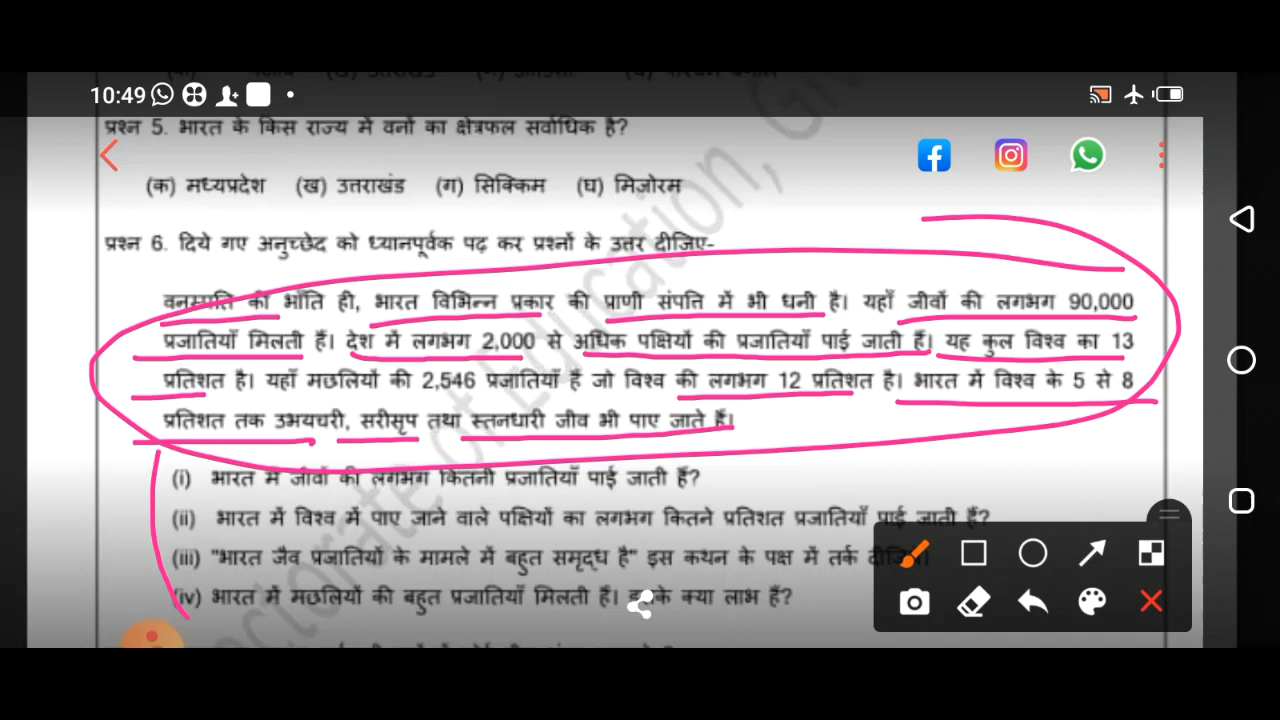 10:49
प्रश्न 5. भारत के किस राज्य में वनों का क्षेत्रफल सर्वाधिक है?
(क) मध्यप्रदेश (ख) उत्तराखंड (ग) सिक्किम (घ) मिज़ोरम
प्रश्न 6. दिये गए अनुच्छेद को ध्यानपूर्वक पढ़ कर प्रश्नों के उत्तर दीजिए-
वनस्पति की भाँति ही, भारत विभिन्न प्रकार की प्राणी संपत्ति में भी धनी है। यहाँ जीवों की लगभग 90,000
प्रजातियाँ मिलती हैं। देश में लगभग 2,000 से अधिक पक्षियों की प्रजातियाँ पाई जाती हैं। यह कुल विश्व का 13
प्रतिशत है। यहाँ मछलियों की 2,546 प्रजातियाँ हैं जो विश्व की लगभग 12 प्रतिशत है। भारत में विश्व के 5 से 8
प्रतिशत तक उभयचरी, सरीसृप तथा स्तनधारी जीव भी पाए जाते हैं।
(i) भारत में जीवों की लगभग कितनी प्रजातियाँ पाई जाती हैं?
(ii) भारत में विश्व में पाए जाने वाले पक्षियों का लगभग कितने प्रतिशत प्रजातियाँ पाई जाती हैं?
(iii) "भारत जैव प्रजातियों के मामले में बहुत समृद्ध है" इस कथन के पक्ष में तर्क
(iv) भारत में मछलियों की बहुत प्रजातियाँ मिलती हैं। के क्या लाभ हैं?
of Education,